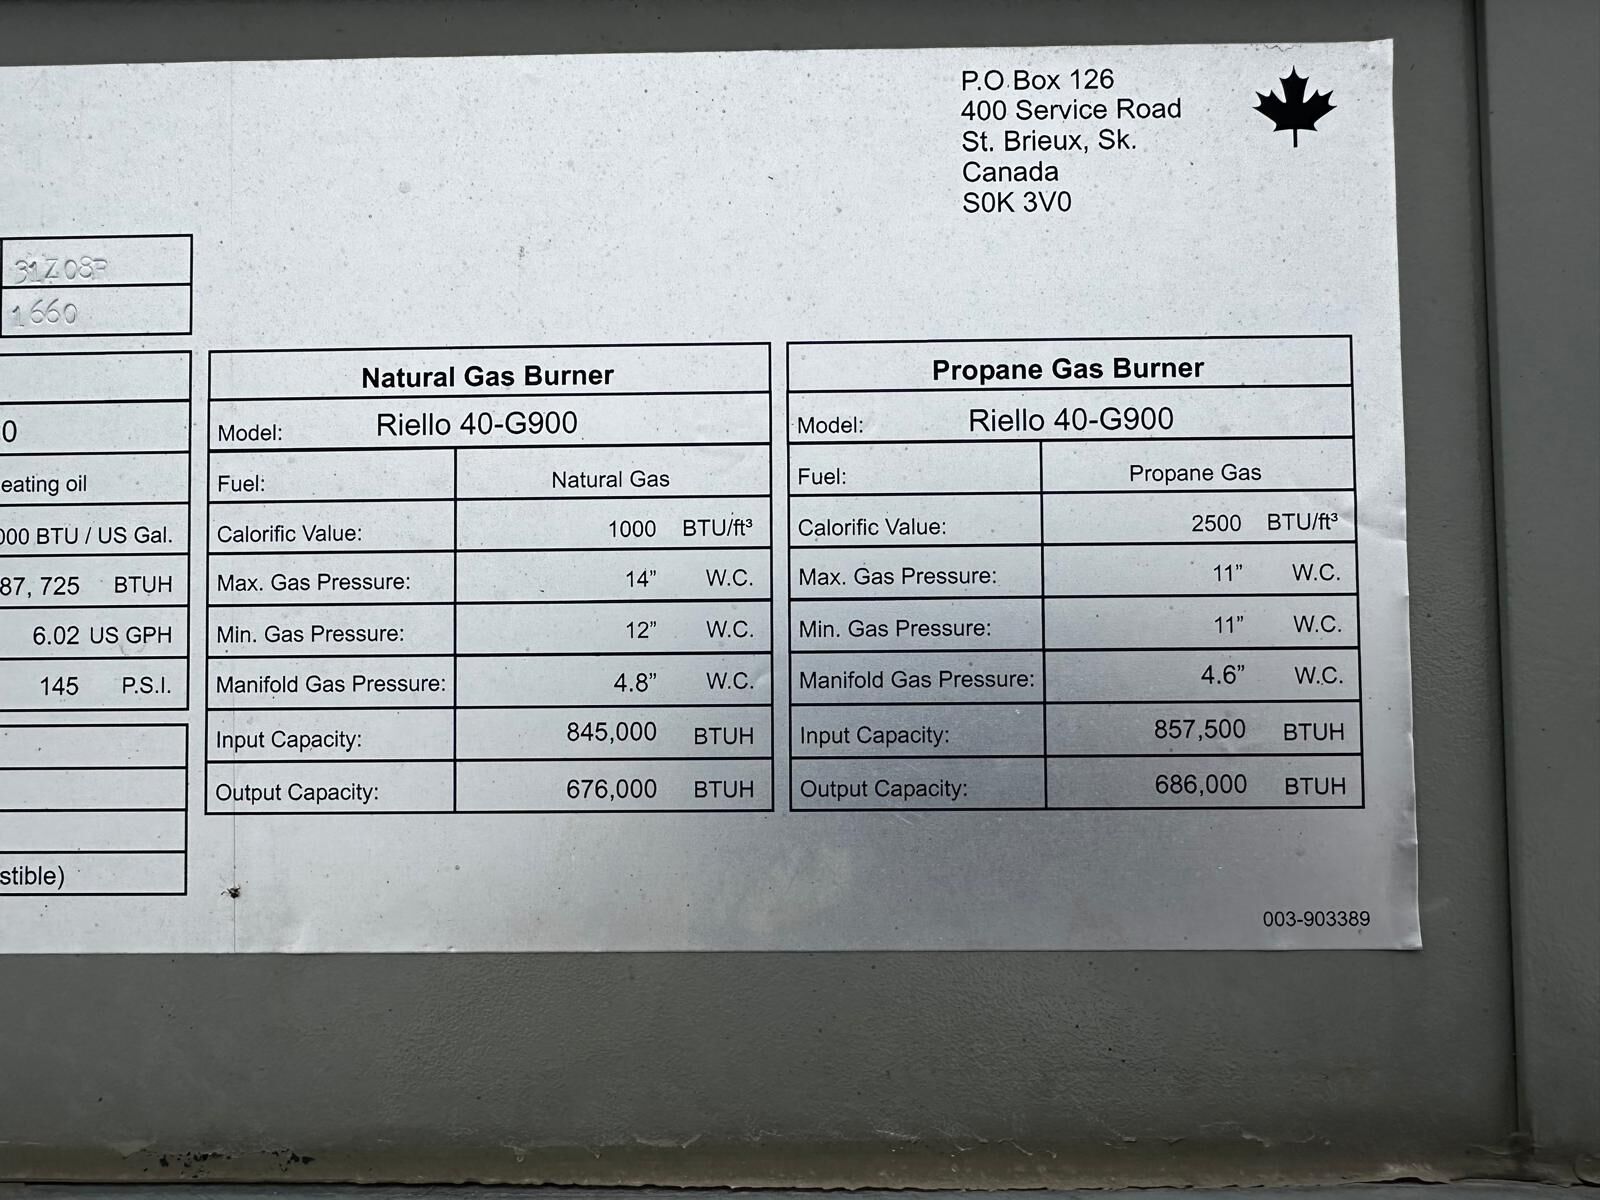 P.O.Box 126
400 Service Road
St. Brieux, Sk.
Canada
S0K 3V0
1660
0
eating oil
000 BTU / US Gal.
87, 725 BTUH
6.02 US GPH
145 P.S.I.
stible)
Natural Gas Burner
Model: Riello 40-G900
Fuel: Natural Gas
Calorific Value: 1000 BTU/ft³
Max. Gas Pressure: 14” W.C.
Min. Gas Pressure: 12” W.C.
Manifold Gas Pressure: 4.8” W.C.
Input Capacity: 845,000 BTUH
Output Capacity: 676,000 BTUH
Propane Gas Burner
Model: Riello 40-G900
Fuel: Propane Gas
Calorific Value: 2500 BTU/ft³
Max. Gas Pressure: 11” W.C.
Min. Gas Pressure: 11” W.C.
Manifold Gas Pressure: 4.6” W.C.
Input Capacity: 857,500 BTUH
Output Capacity: 686,000 BTUH
003-903389